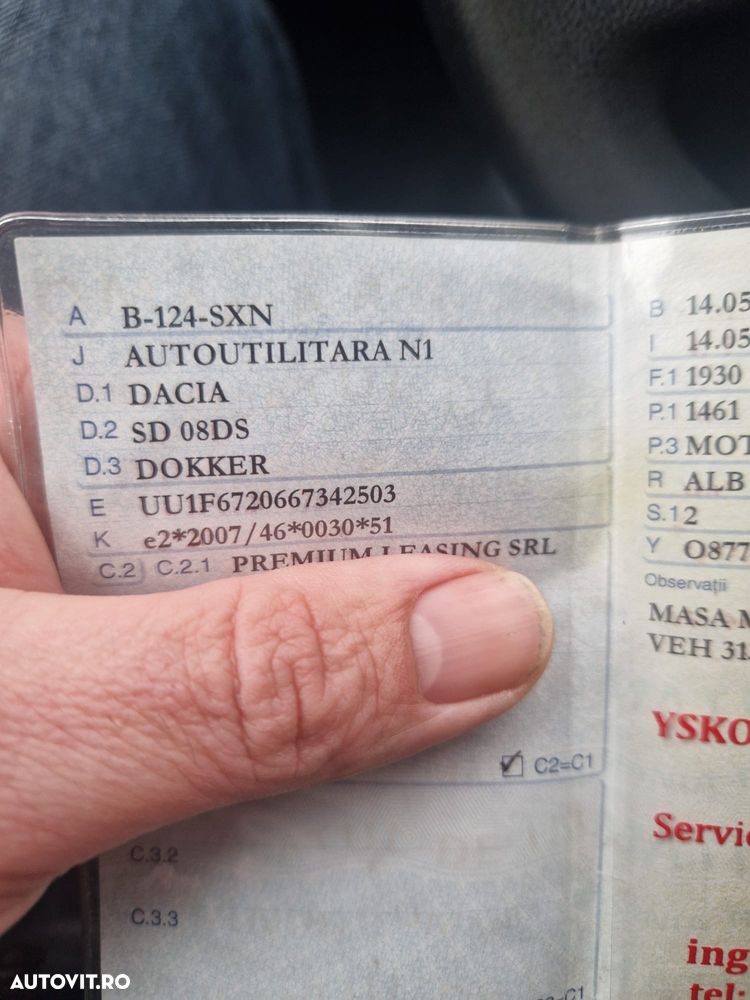 A B-124-SXN
J AUTOUTILITARA N1
D.1 DACIA
D.2 SD 08DS
D.3 DOKKER
E UU1F6720667342503
K e2*2007/46*0030*51
C.2 C.2.1 PREMIUM LEASING SRL
C2=C1
C.3.2
C.3.3
B 14.05
I 14.05
F.1 1930
P.1 1461
P.3 MOT
R ALB
S.1 2
Y O877
Observații
MASA M
VEH 31
YSKO
Servic
ing
tel:
AUTOVIT.RO